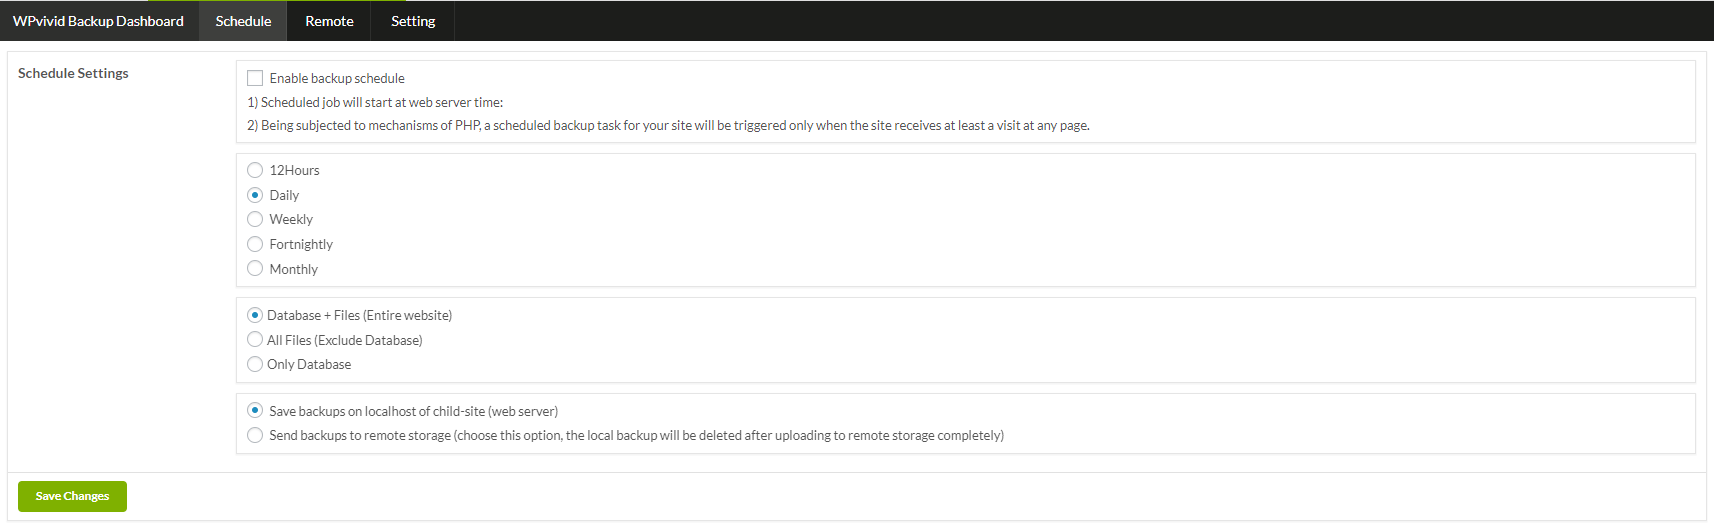 WPvivid Backup Dashboard Schedule Remote Setting
Schedule Settings
Enable backup schedule
1) Scheduled job will start at web server time:
2) Being subjected to mechanisms of PHP, a scheduled backup task for your site will be triggered only when the site receives at least a visit at any page.
12Hours
Daily
Weekly
Fortnightly
Monthly
Database + Files (Entire website)
All Files (Exclude Database)
Only Database
Save backups on localhost of child-site (web server)
Send backups to remote storage (choose this option, the local backup will be deleted after uploading to remote storage completely)
Save Changes